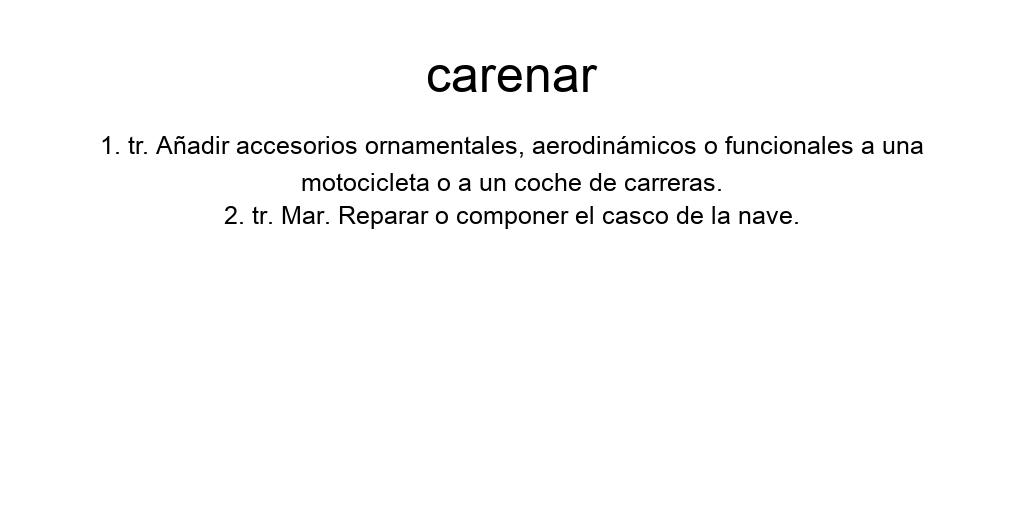 carenar
1. tr. Añadir accesorios ornamentales, aerodinámicos o funcionales a una
motocicleta o a un coche de carreras.
2. tr. Mar. Reparar o componer el casco de la nave.